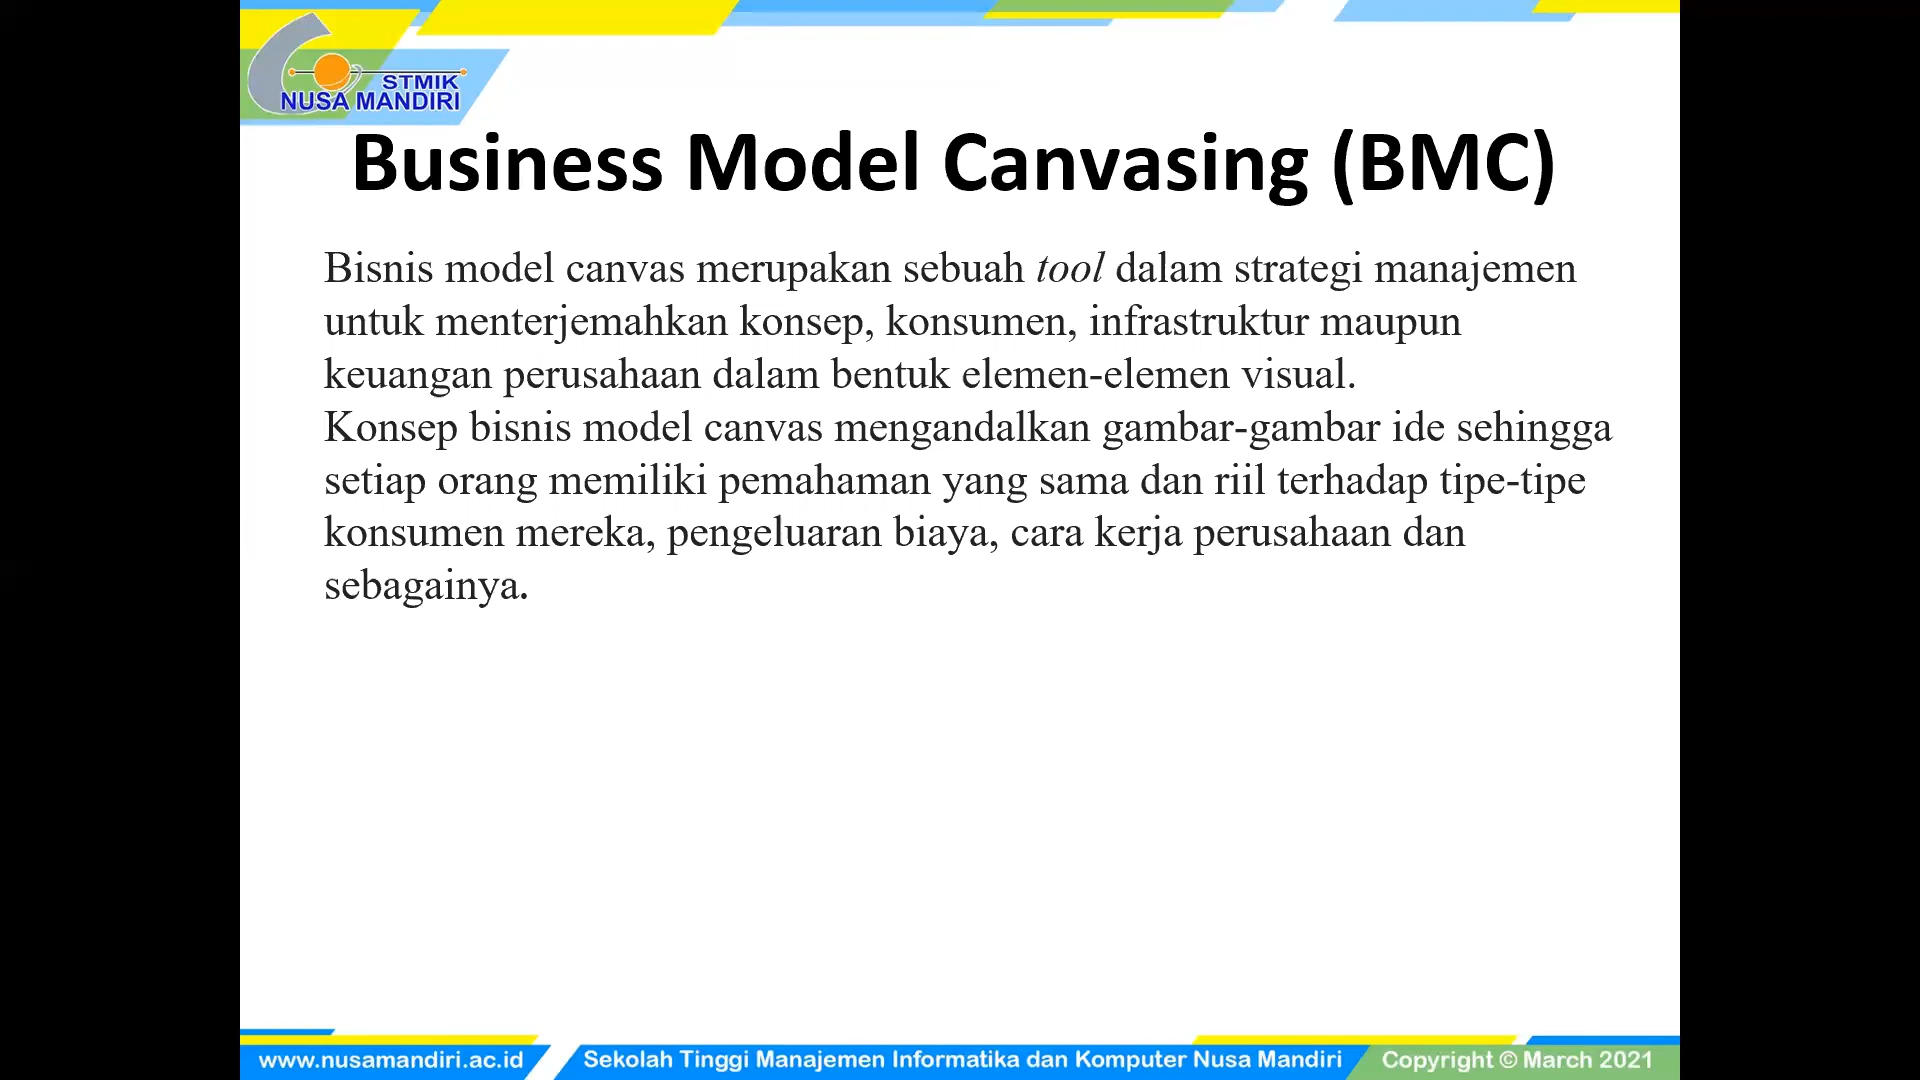 STMIK
NUSA MANDIRI
Business Model Canvasing (BMC)
Bisnis model canvas merupakan sebuah tool dalam strategi manajemen
untuk menterjemahkan konsep, konsumen, infrastruktur maupun
keuangan perusahaan dalam bentuk elemen-elemen visual.
Konsep bisnis model canvas mengandalkan gambar-gambar ide sehingga
setiap orang memiliki pemahaman yang sama dan riil terhadap tipe-tipe
konsumen mereka, pengeluaran biaya, cara kerja perusahaan dan
sebagainya.
www.nusamandiri.ac.id
Sekolah Tinggi Manajemen Informatika dan Komputer Nusa Mandiri
Copyright © March 2021